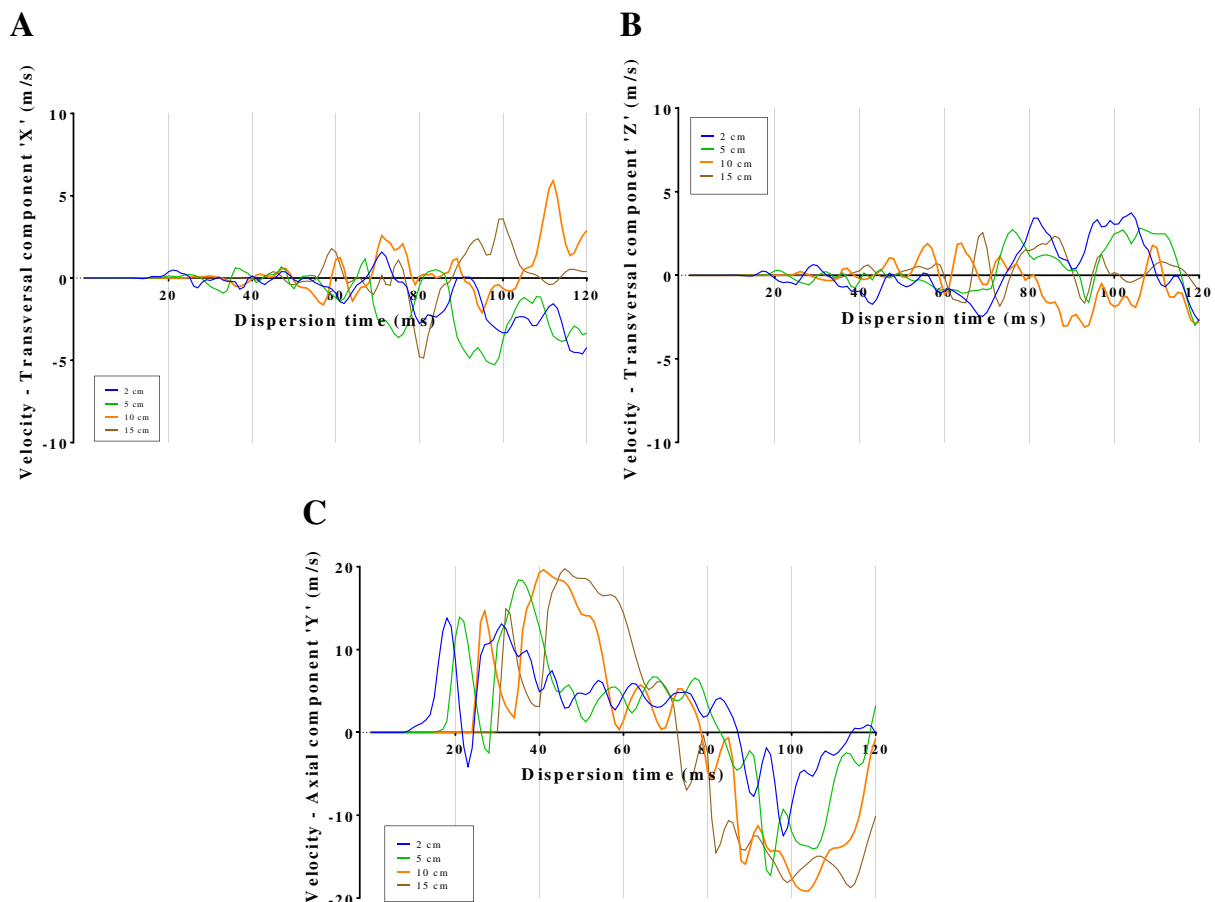 A
Velocity - Transversal component 'X' (m/s)
10
5
0
-5
-10
20
40
60
80
100
120
Dispersion time (ms)
2 cm
5 cm
10 cm
15 cm
B
Velocity - Transversal component 'Z' (m/s)
10
5
0
-5
-10
20
40
60
80
100
120
Dispersion time (ms)
2 cm
5 cm
10 cm
15 cm
C
Velocity - Axial component 'Y' (m/s)
20
10
0
-10
-20
20
40
60
80
100
120
Dispersion time (ms)
2 cm
5 cm
10 cm
15 cm